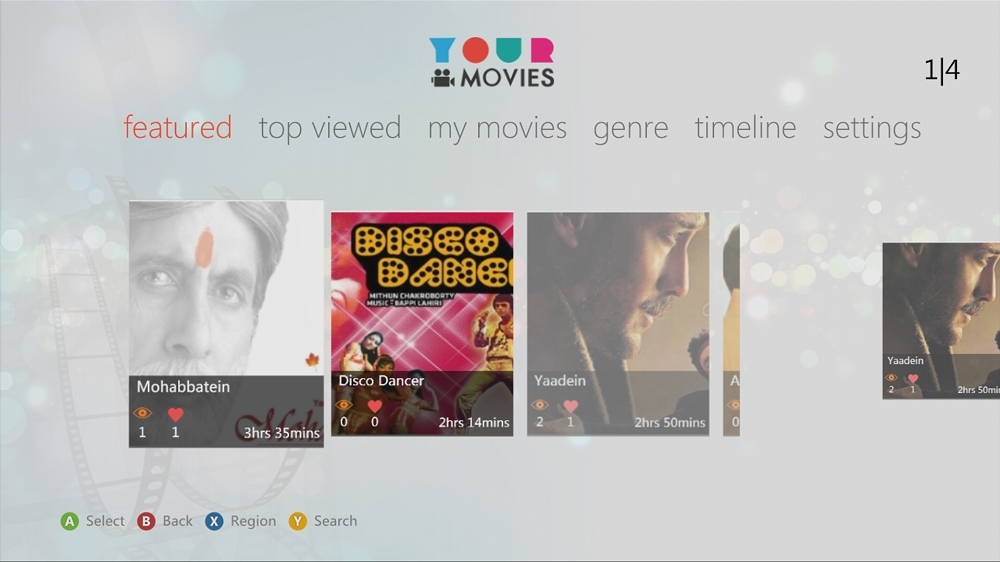 YOUR
MOVIES
1|4
featured
top viewed
my movies
genre
timeline
settings
Mohabbatein
1
1
3hrs 35mins
DISCO
DANC
MITHUN CHAKROBORTY
MUSIC = BAPPI LAHIRI
Disco Dancer
0
0
2hrs 14mins
Yaadein
2
1
2hrs 50mins
A
0
Yaadein
2
1
2hrs 50min
A Select
B Back
X Region
Y Search